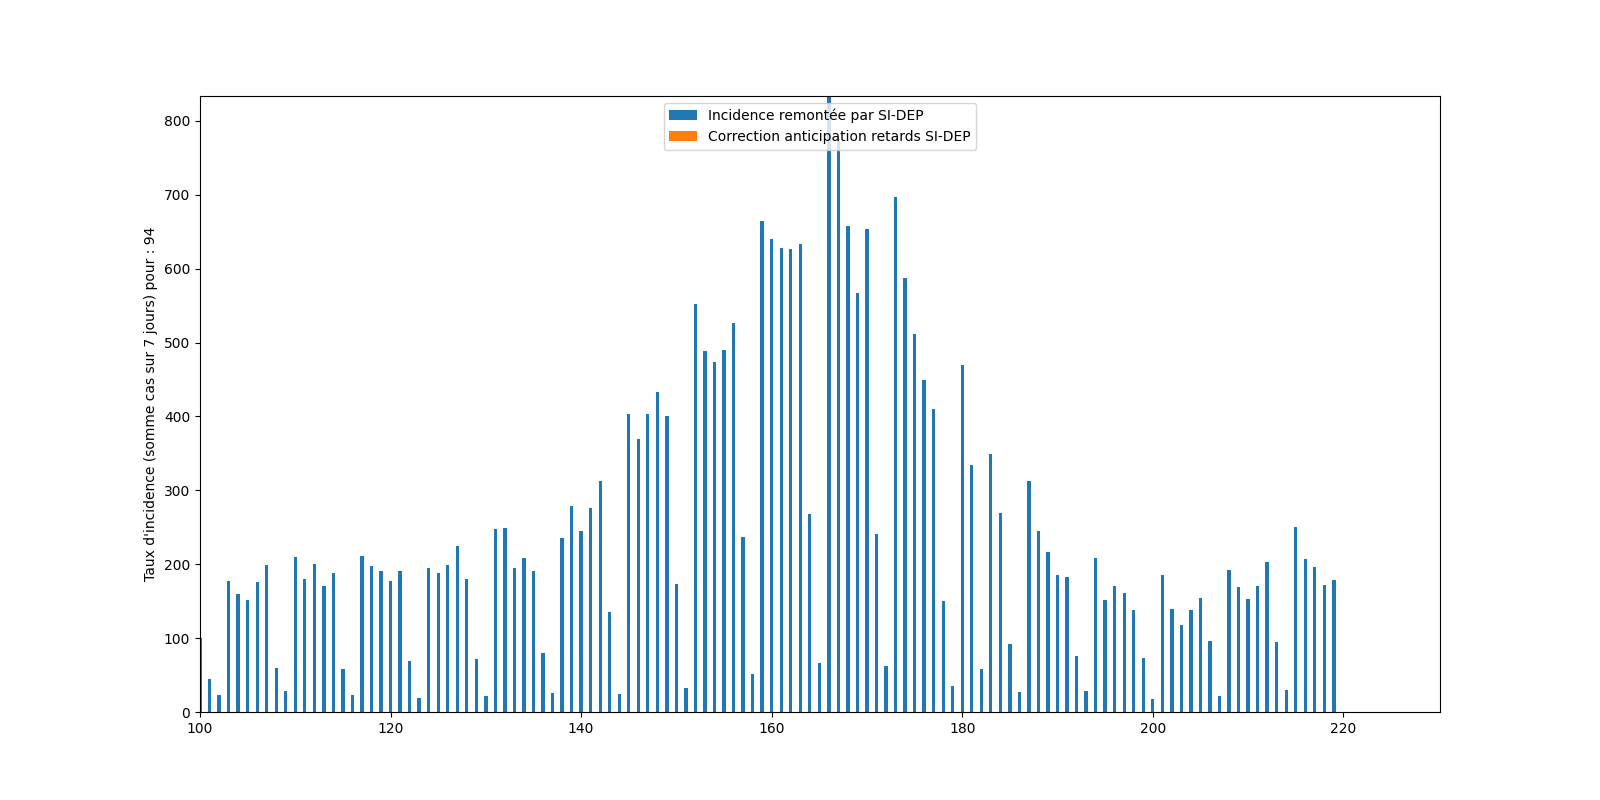 Incidence remontée par SI-DEP
Correction anticipation retards SI-DEP
Taux d'incidence (somme cas sur 7 jours) pour : 94
800
700
600
500
400
300
200
100
0
100 120 140 160 180 200 220